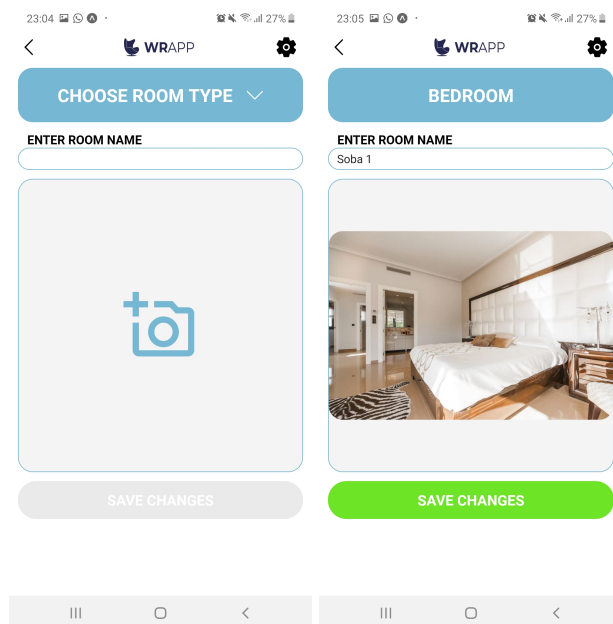 23:04 27%
WRAPP
CHOOSE ROOM TYPE
ENTER ROOM NAME
SAVE CHANGES
23:05 27%
WRAPP
BEDROOM
ENTER ROOM NAME
Soba 1
SAVE CHANGES